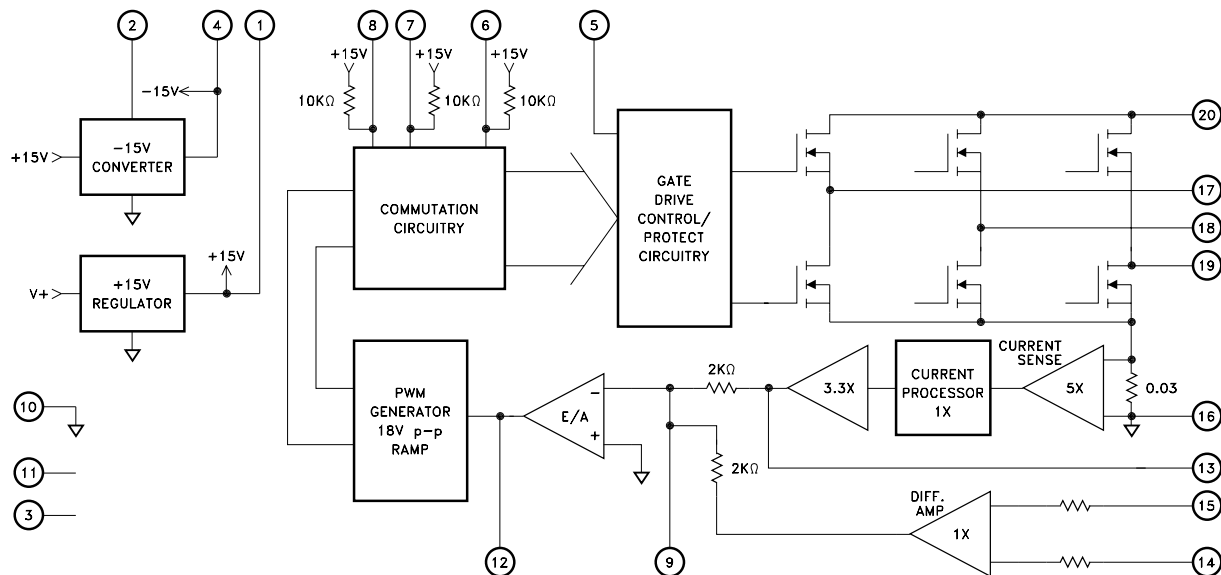 2
4
1
8
7
6
5
+15V
+15V
+15V
-15V
10KΩ
10KΩ
10KΩ
20
+15V
-15V
CONVERTER
COMMUTATION
CIRCUITRY
GATE
DRIVE
CONTROL/
PROTECT
CIRCUITRY
17
18
19
+15V
V+
+15V
REGULATOR
PWM
GENERATOR
18V p-p
RAMP
E/A
−
+
2KΩ
3.3X
CURRENT
PROCESSOR
1X
CURRENT
SENSE
5X
0.03
10
16
11
2KΩ
13
3
DIFF.
AMP
1X
15
12
9
14